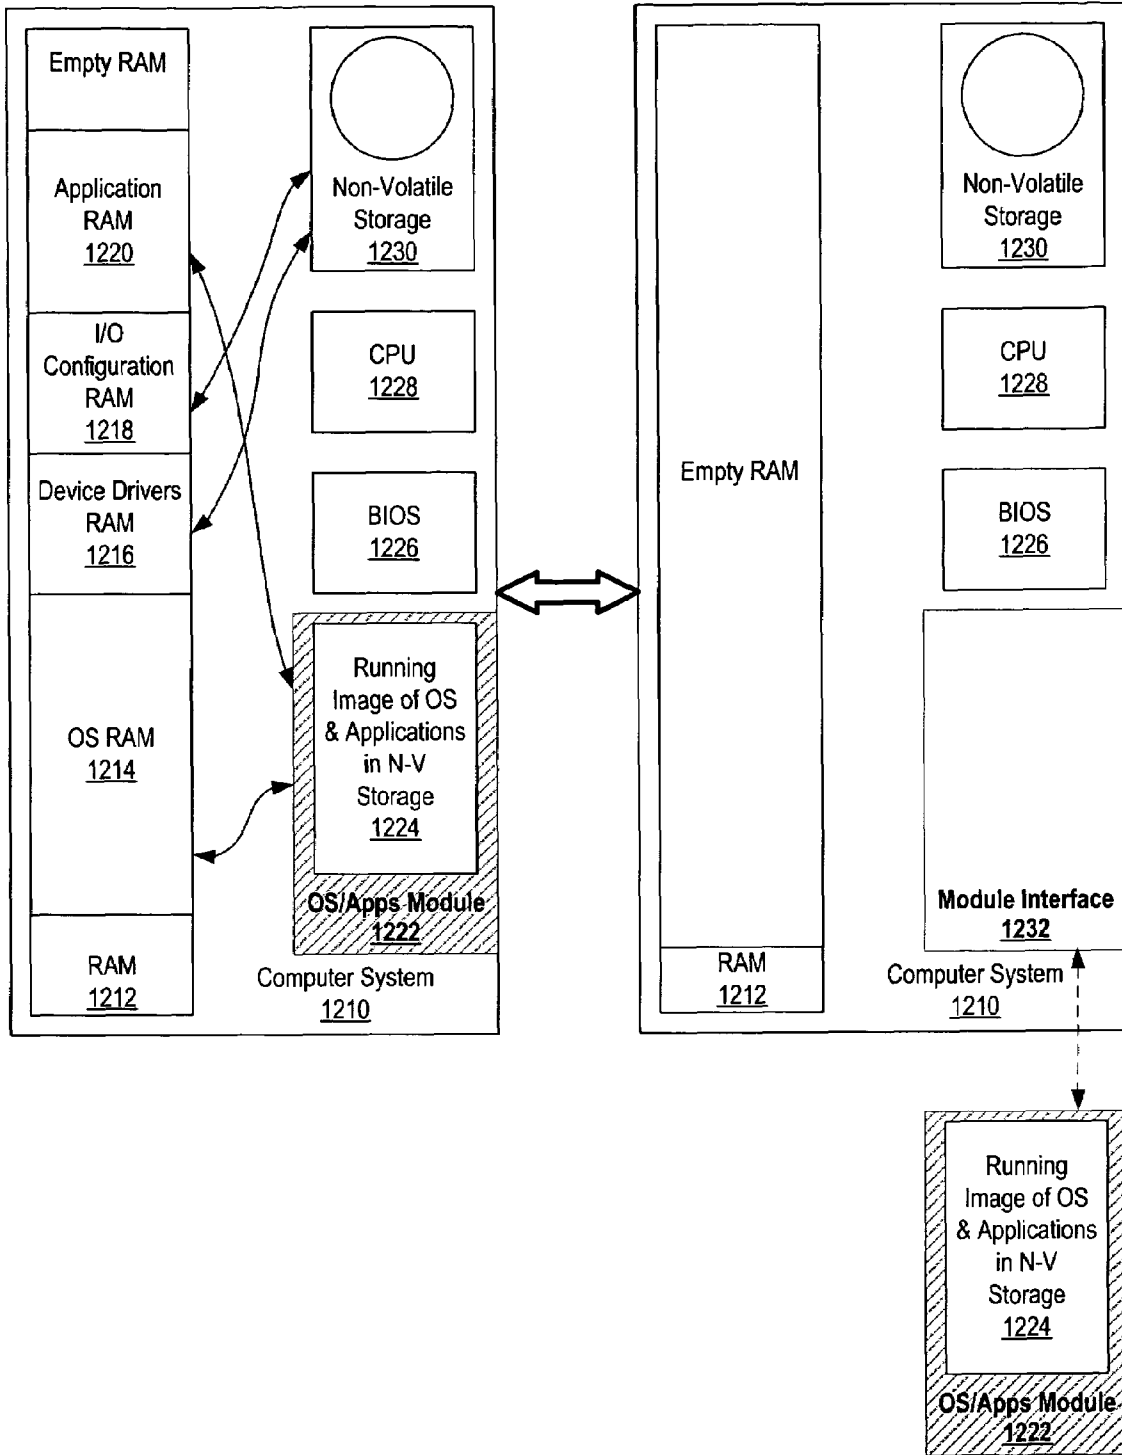 Empty RAM
Application
RAM
1220
I/O
Configuration
RAM
1218
Device Drivers
RAM
1216
OS RAM
1214
RAM
1212
Non-Volatile
Storage
1230
CPU
1228
BIOS
1226
Running
Image of OS
& Applications
in N-V
Storage
1224
OS/Apps Module
1222
Computer System
1210
Empty RAM
RAM
1212
Non-Volatile
Storage
1230
CPU
1228
BIOS
1226
Module Interface
1232
Computer System
1210
Running
Image of OS
& Applications
in N-V
Storage
1224
OS/Apps Module
1222